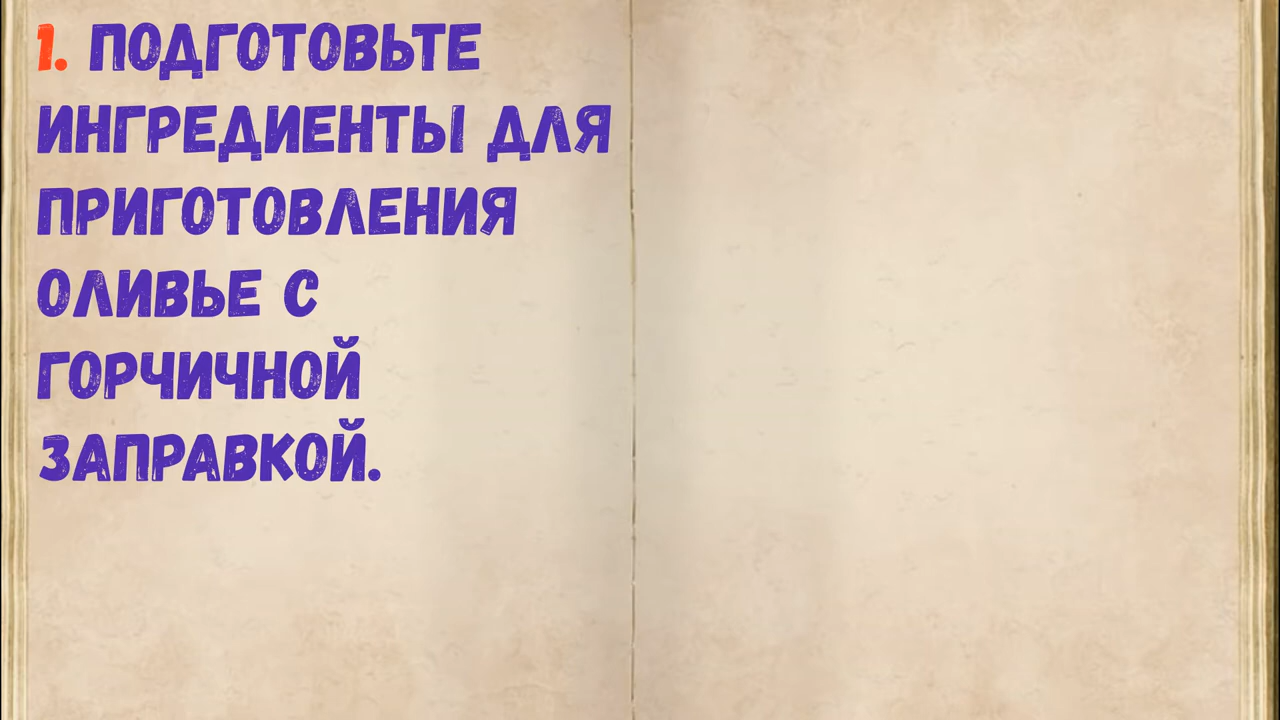 1. ПОДГОТОВЬТЕ
ИНГРЕДИЕНТЫ ДЛЯ
ПРИГОТОВЛЕНИЯ
ОЛИВЬЕ С
ГОРЧИЧНОЙ
ЗАПРАВКОЙ.